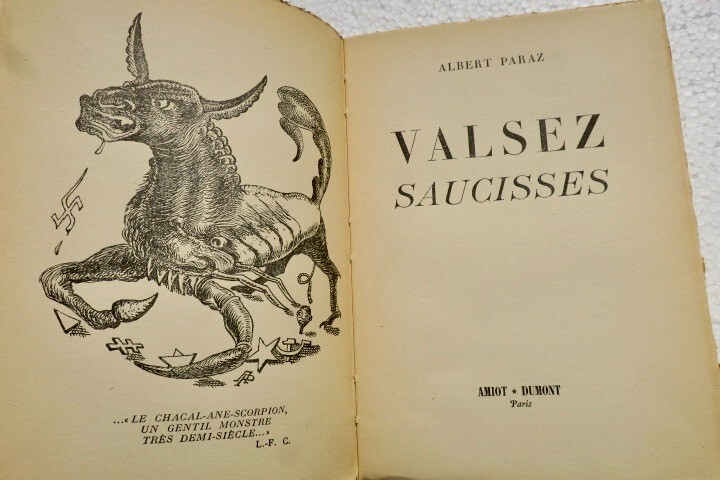 ...« LE CHACAL-ANE-SCORPION,
UN GENTIL MONSTRE
TRÈS DEMI-SIÈCLE...»
L.-F. C.
ALBERT PARAZ
VALSEZ
SAUCISSES
AMIOT ★ DUMONT
Paris